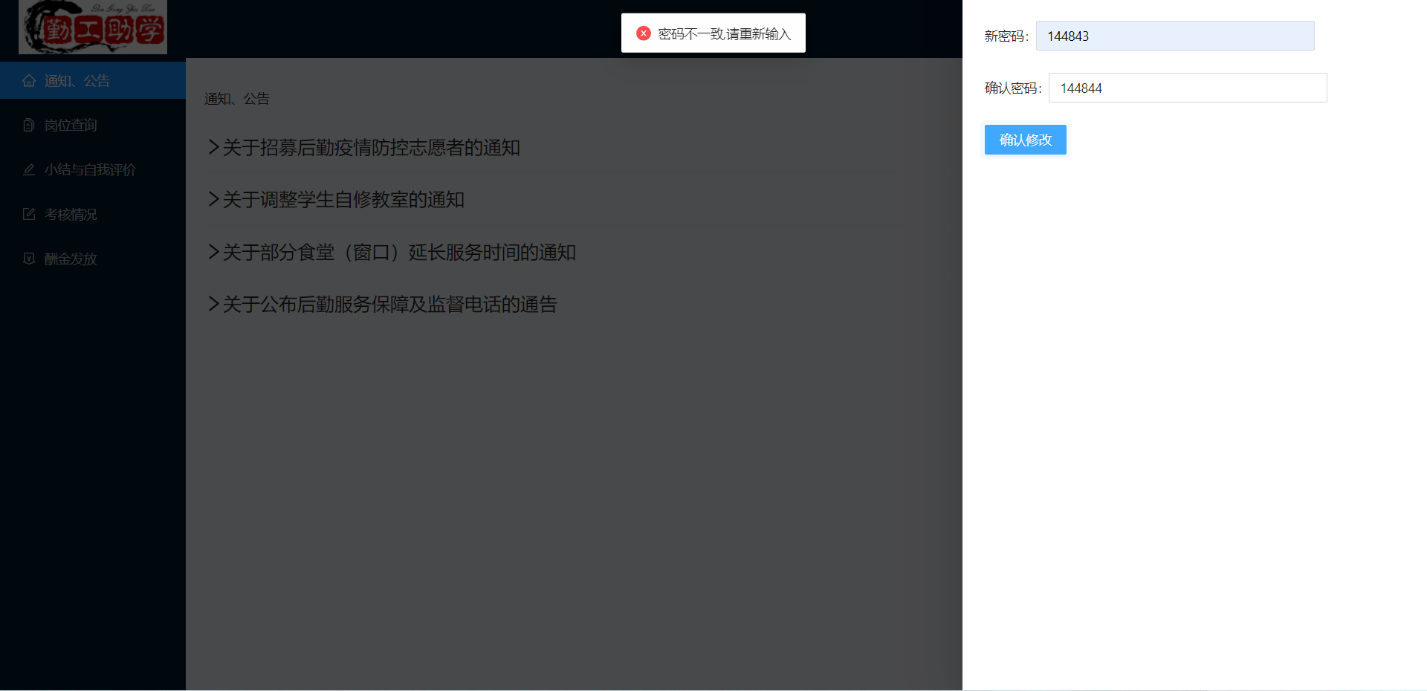 勤工助学
密码不一致,请重新输入
通知、公告
岗位查询
小结与自我评价
考核情况
酬金发放
通知、公告
关于招募后勤疫情防控志愿者的通知
关于调整学生自修教室的通知
关于部分食堂（窗口）延长服务时间的通知
关于公布后勤服务保障及监督电话的通告
新密码: 144843
确认密码: 144844
确认修改